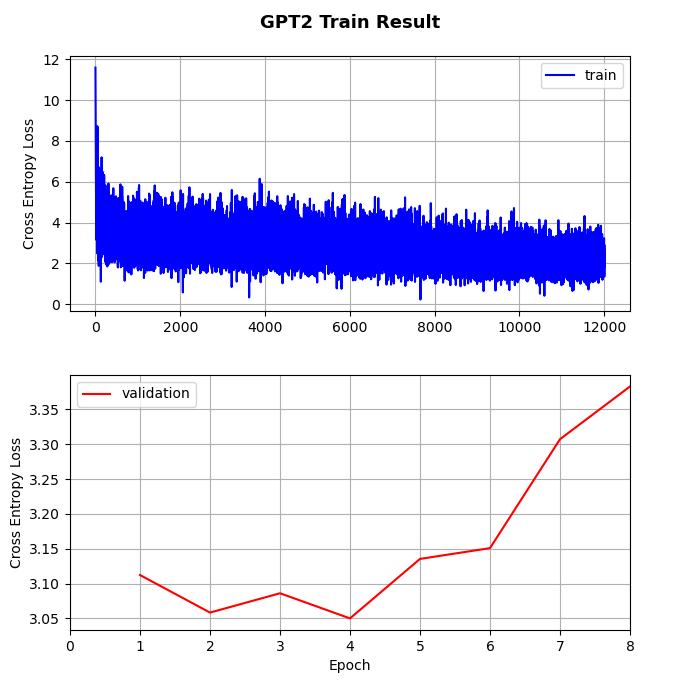 GPT2 Train Result
12
10
8
6
4
2
0
Cross Entropy Loss
train
0 2000 4000 6000 8000 10000 12000
3.35
3.30
3.25
3.20
3.15
3.10
3.05
Cross Entropy Loss
validation
0 1 2 3 4 5 6 7 8
Epoch